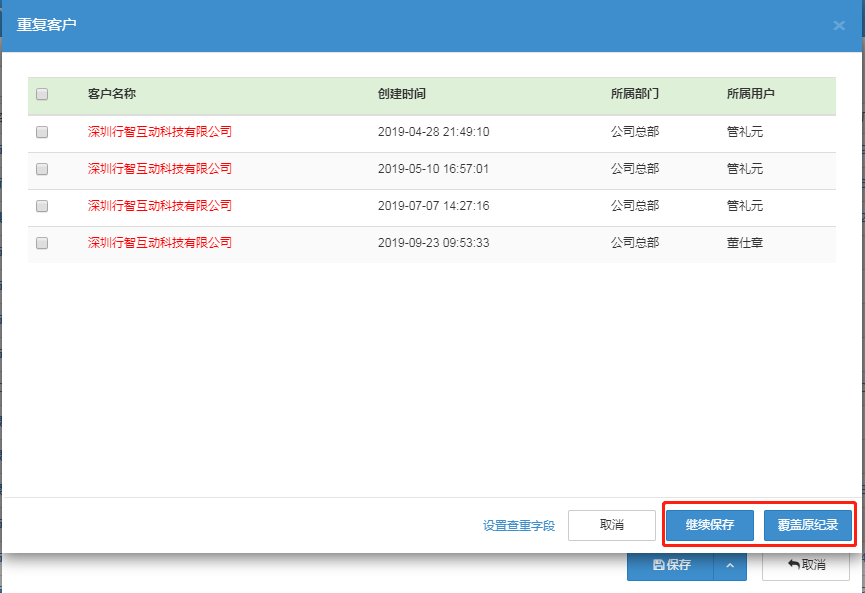 重复客户 ×
客户名称 创建时间 所属部门 所属用户
深圳行智互动科技有限公司 2019-04-28 21:49:10 公司总部 管礼元
深圳行智互动科技有限公司 2019-05-10 16:57:01 公司总部 管礼元
深圳行智互动科技有限公司 2019-07-07 14:27:16 公司总部 管礼元
深圳行智互动科技有限公司 2019-09-23 09:53:33 公司总部 董仕章
设置查重字段 取消 继续保存 覆盖原纪录
保存 取消